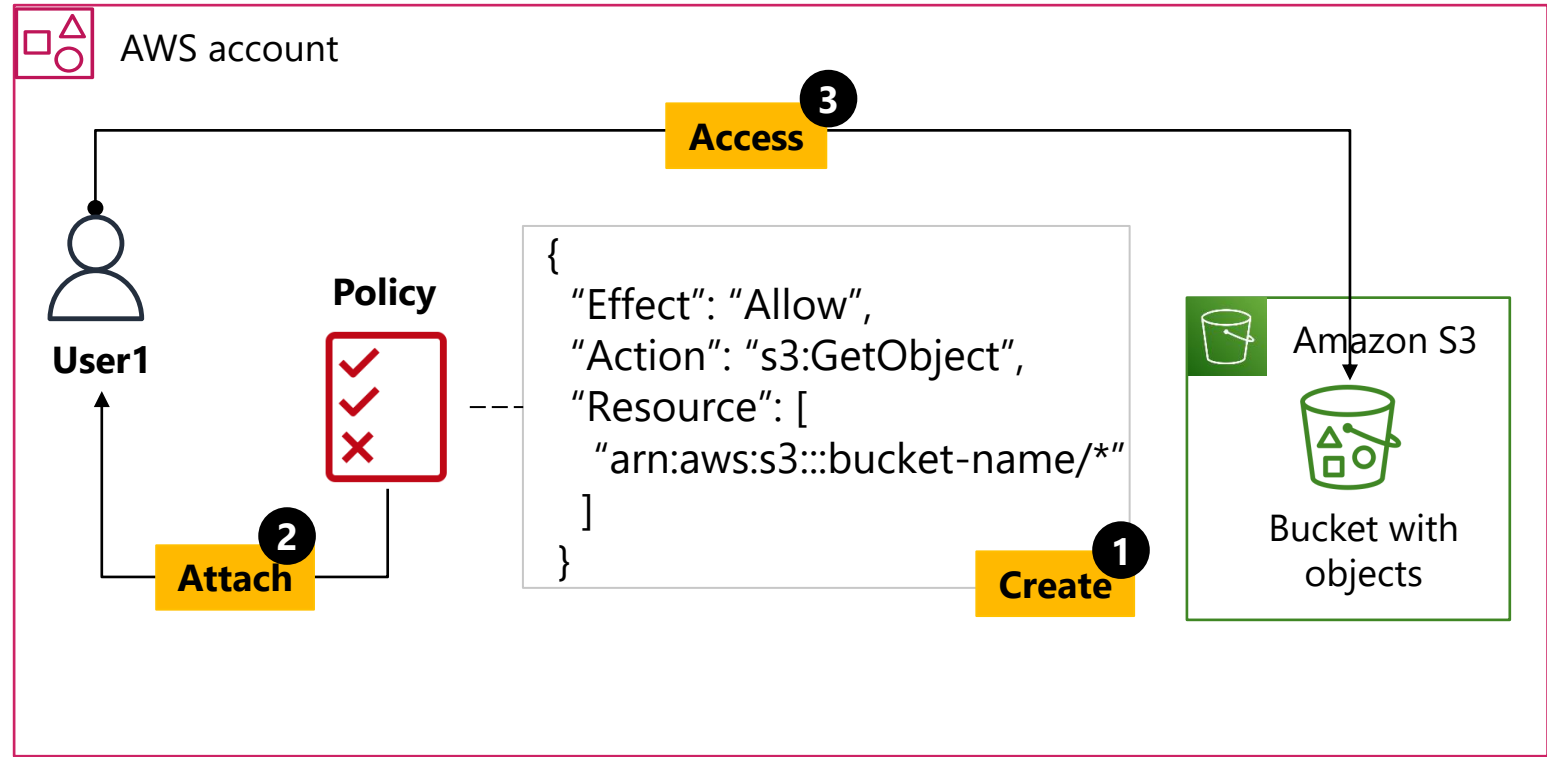 AWS account
3
Access
User1
Policy
{
“Effect”: “Allow”,
“Action”: “s3:GetObject”,
“Resource”: [
“arn:aws:s3:::bucket-name/*”
]
}
2
Attach
1
Create
Amazon S3
Bucket with
objects